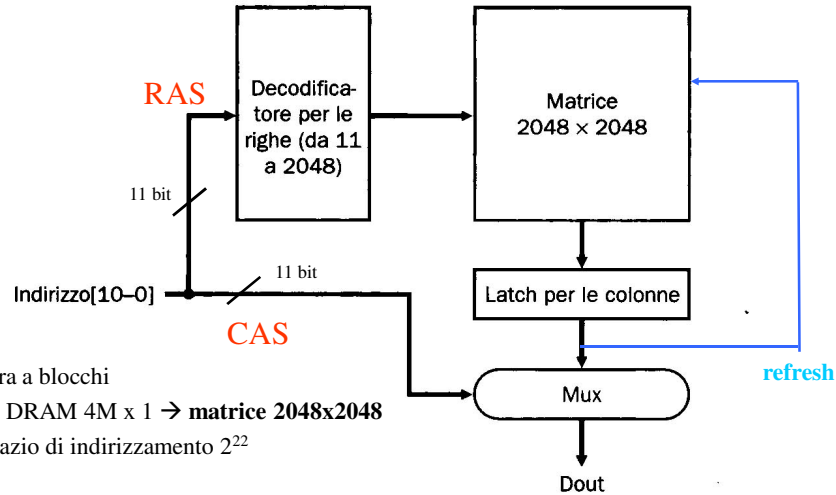 RAS
Decodifica-
tore per le
righe (da 11
a 2048)
Matrice
2048 × 2048
11 bit
Indirizzo[10–0]
11 bit
CAS
Latch per le colonne
refresh
ra a blocchi
Mux
DRAM 4M x 1 → matrice 2048x2048
azio di indirizzamento 2²²
Dout